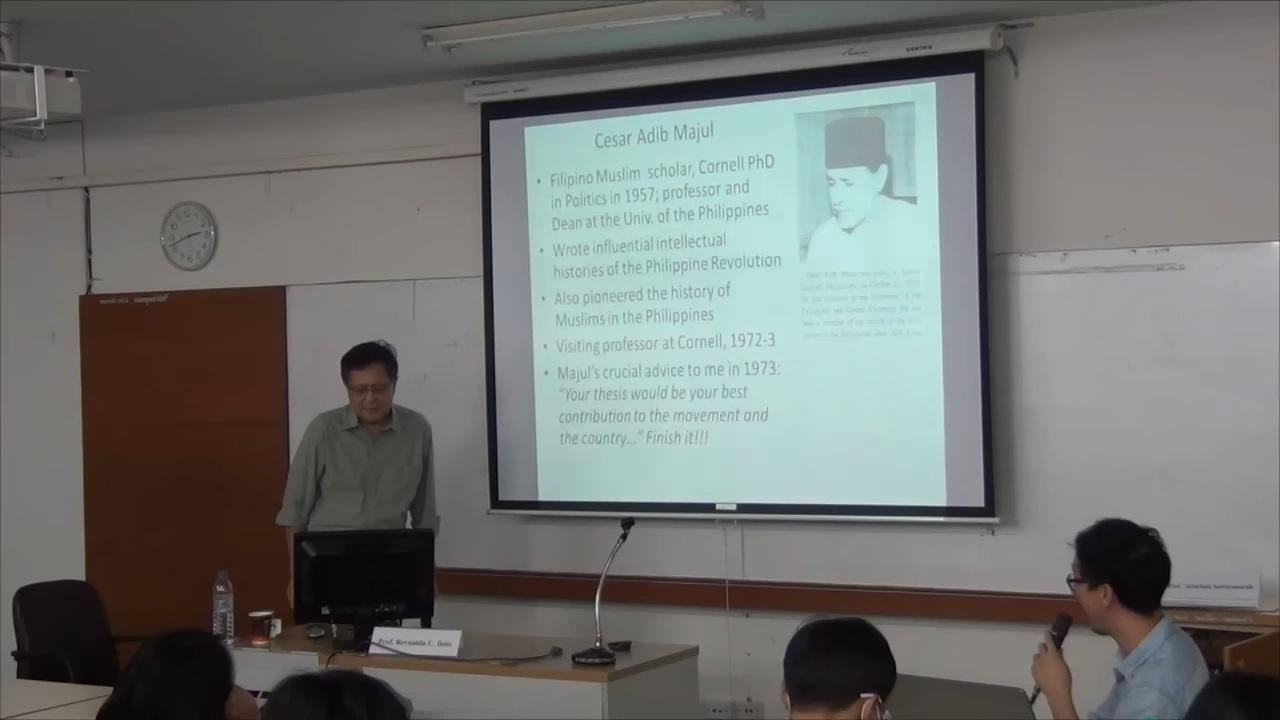 Cesar Adib Majul
• Filipino Muslim scholar, Cornell PhD
in Politics in 1957; professor and
Dean at the Univ. of the Philippines
• Wrote influential intellectual
histories of the Philippine Revolution
• Also pioneered the history of
Muslims in the Philippines
• Visiting professor at Cornell, 1972-3
• Majul's crucial advice to me in 1973:
"Your thesis would be your best
contribution to the movement and
the country..." Finish it!!!
Prof. Reynaldo C. Ileto